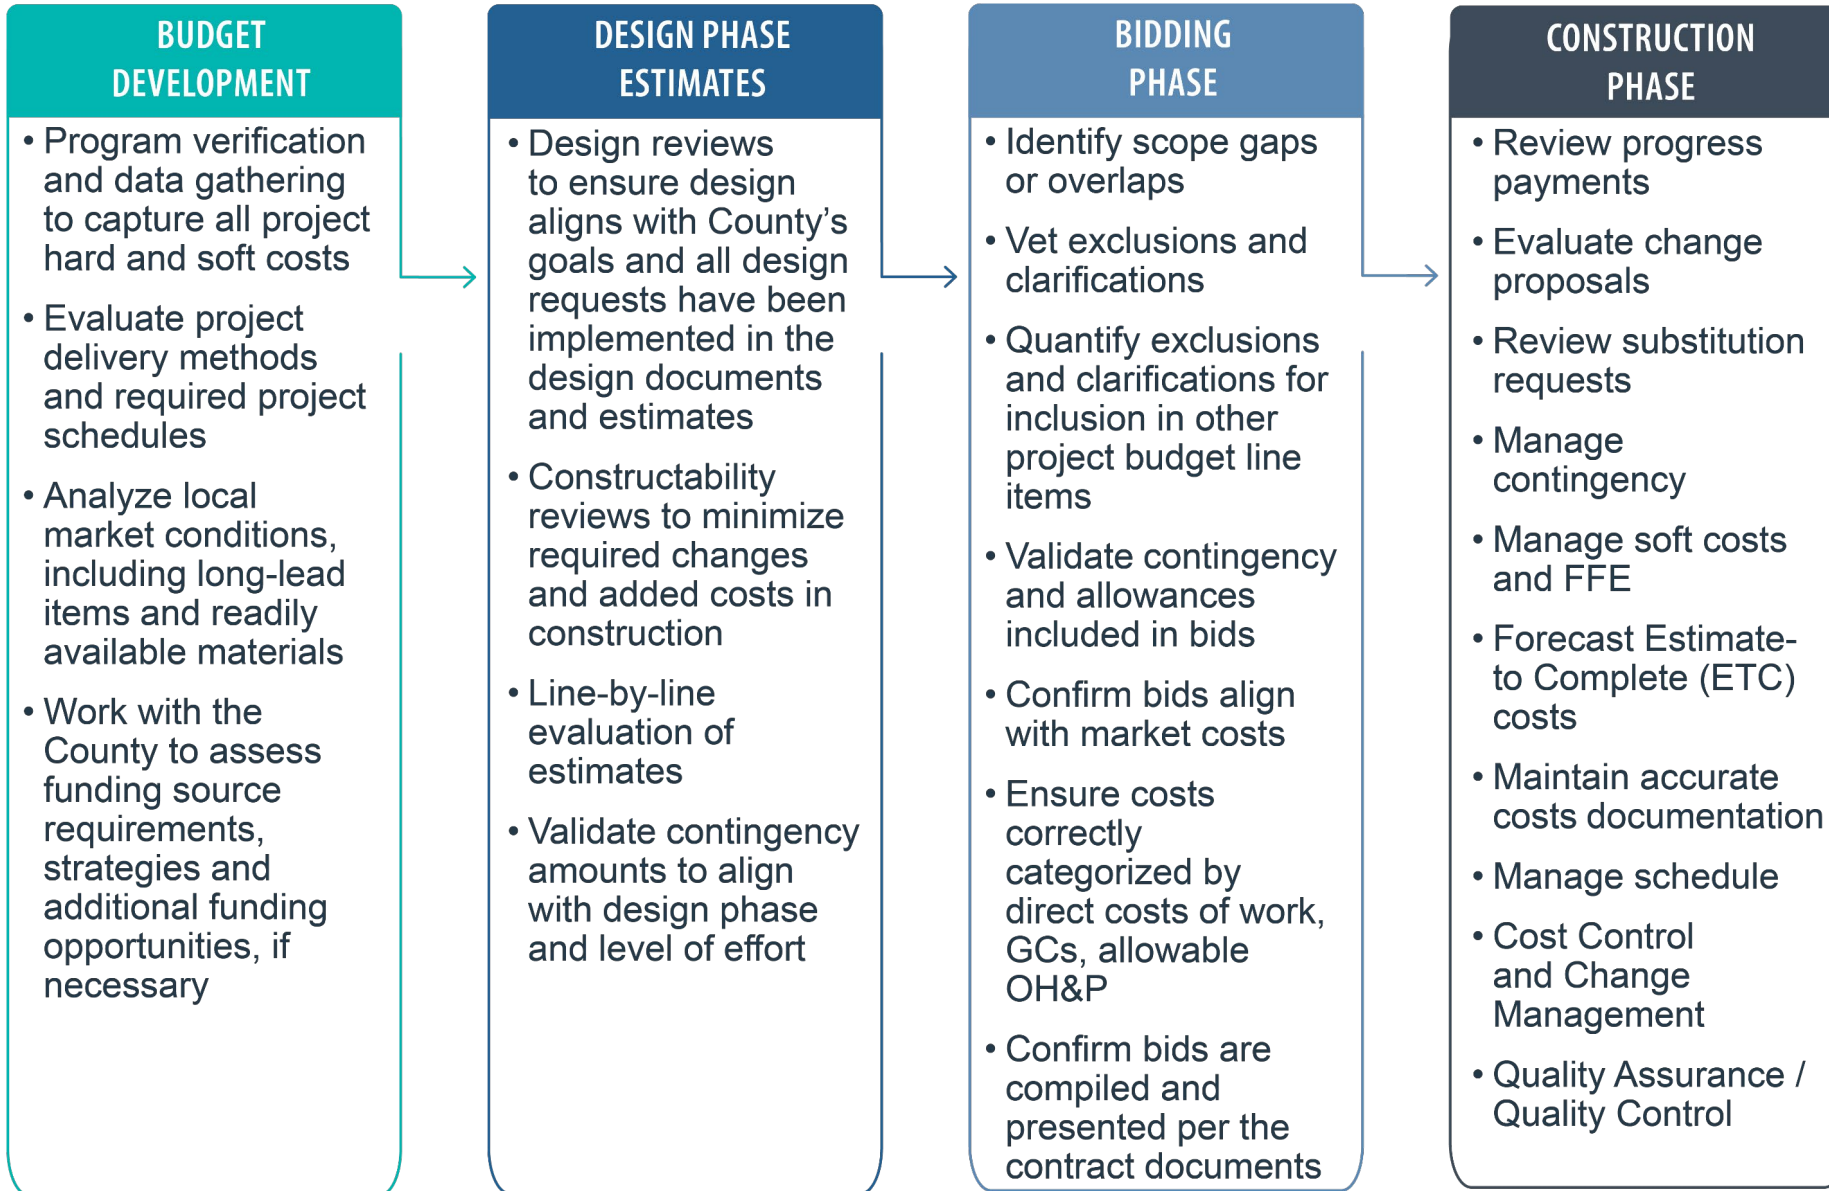 BUDGET
DEVELOPMENT
• Program verification
and data gathering
to capture all project
hard and soft costs
• Evaluate project
delivery methods
and required project
schedules
• Analyze local
market conditions,
including long-lead
items and readily
available materials
• Work with the
County to assess
funding source
requirements,
strategies and
additional funding
opportunities, if
necessary
DESIGN PHASE
ESTIMATES
• Design reviews
to ensure design
aligns with County’s
goals and all design
requests have been
implemented in the
design documents
and estimates
• Constructability
reviews to minimize
required changes
and added costs in
construction
• Line-by-line
evaluation of
estimates
• Validate contingency
amounts to align
with design phase
and level of effort
BIDDING
PHASE
• Identify scope gaps
or overlaps
• Vet exclusions and
clarifications
• Quantify exclusions
and clarifications for
inclusion in other
project budget line
items
• Validate contingency
and allowances
included in bids
• Confirm bids align
with market costs
• Ensure costs
correctly
categorized by
direct costs of work,
GCs, allowable
OH&P
• Confirm bids are
compiled and
presented per the
contract documents
CONSTRUCTION
PHASE
• Review progress
payments
• Evaluate change
proposals
• Review substitution
requests
• Manage
contingency
• Manage soft costs
and FFE
• Forecast Estimate-
to Complete (ETC)
costs
• Maintain accurate
costs documentation
• Manage schedule
• Cost Control
and Change
Management
• Quality Assurance /
Quality Control